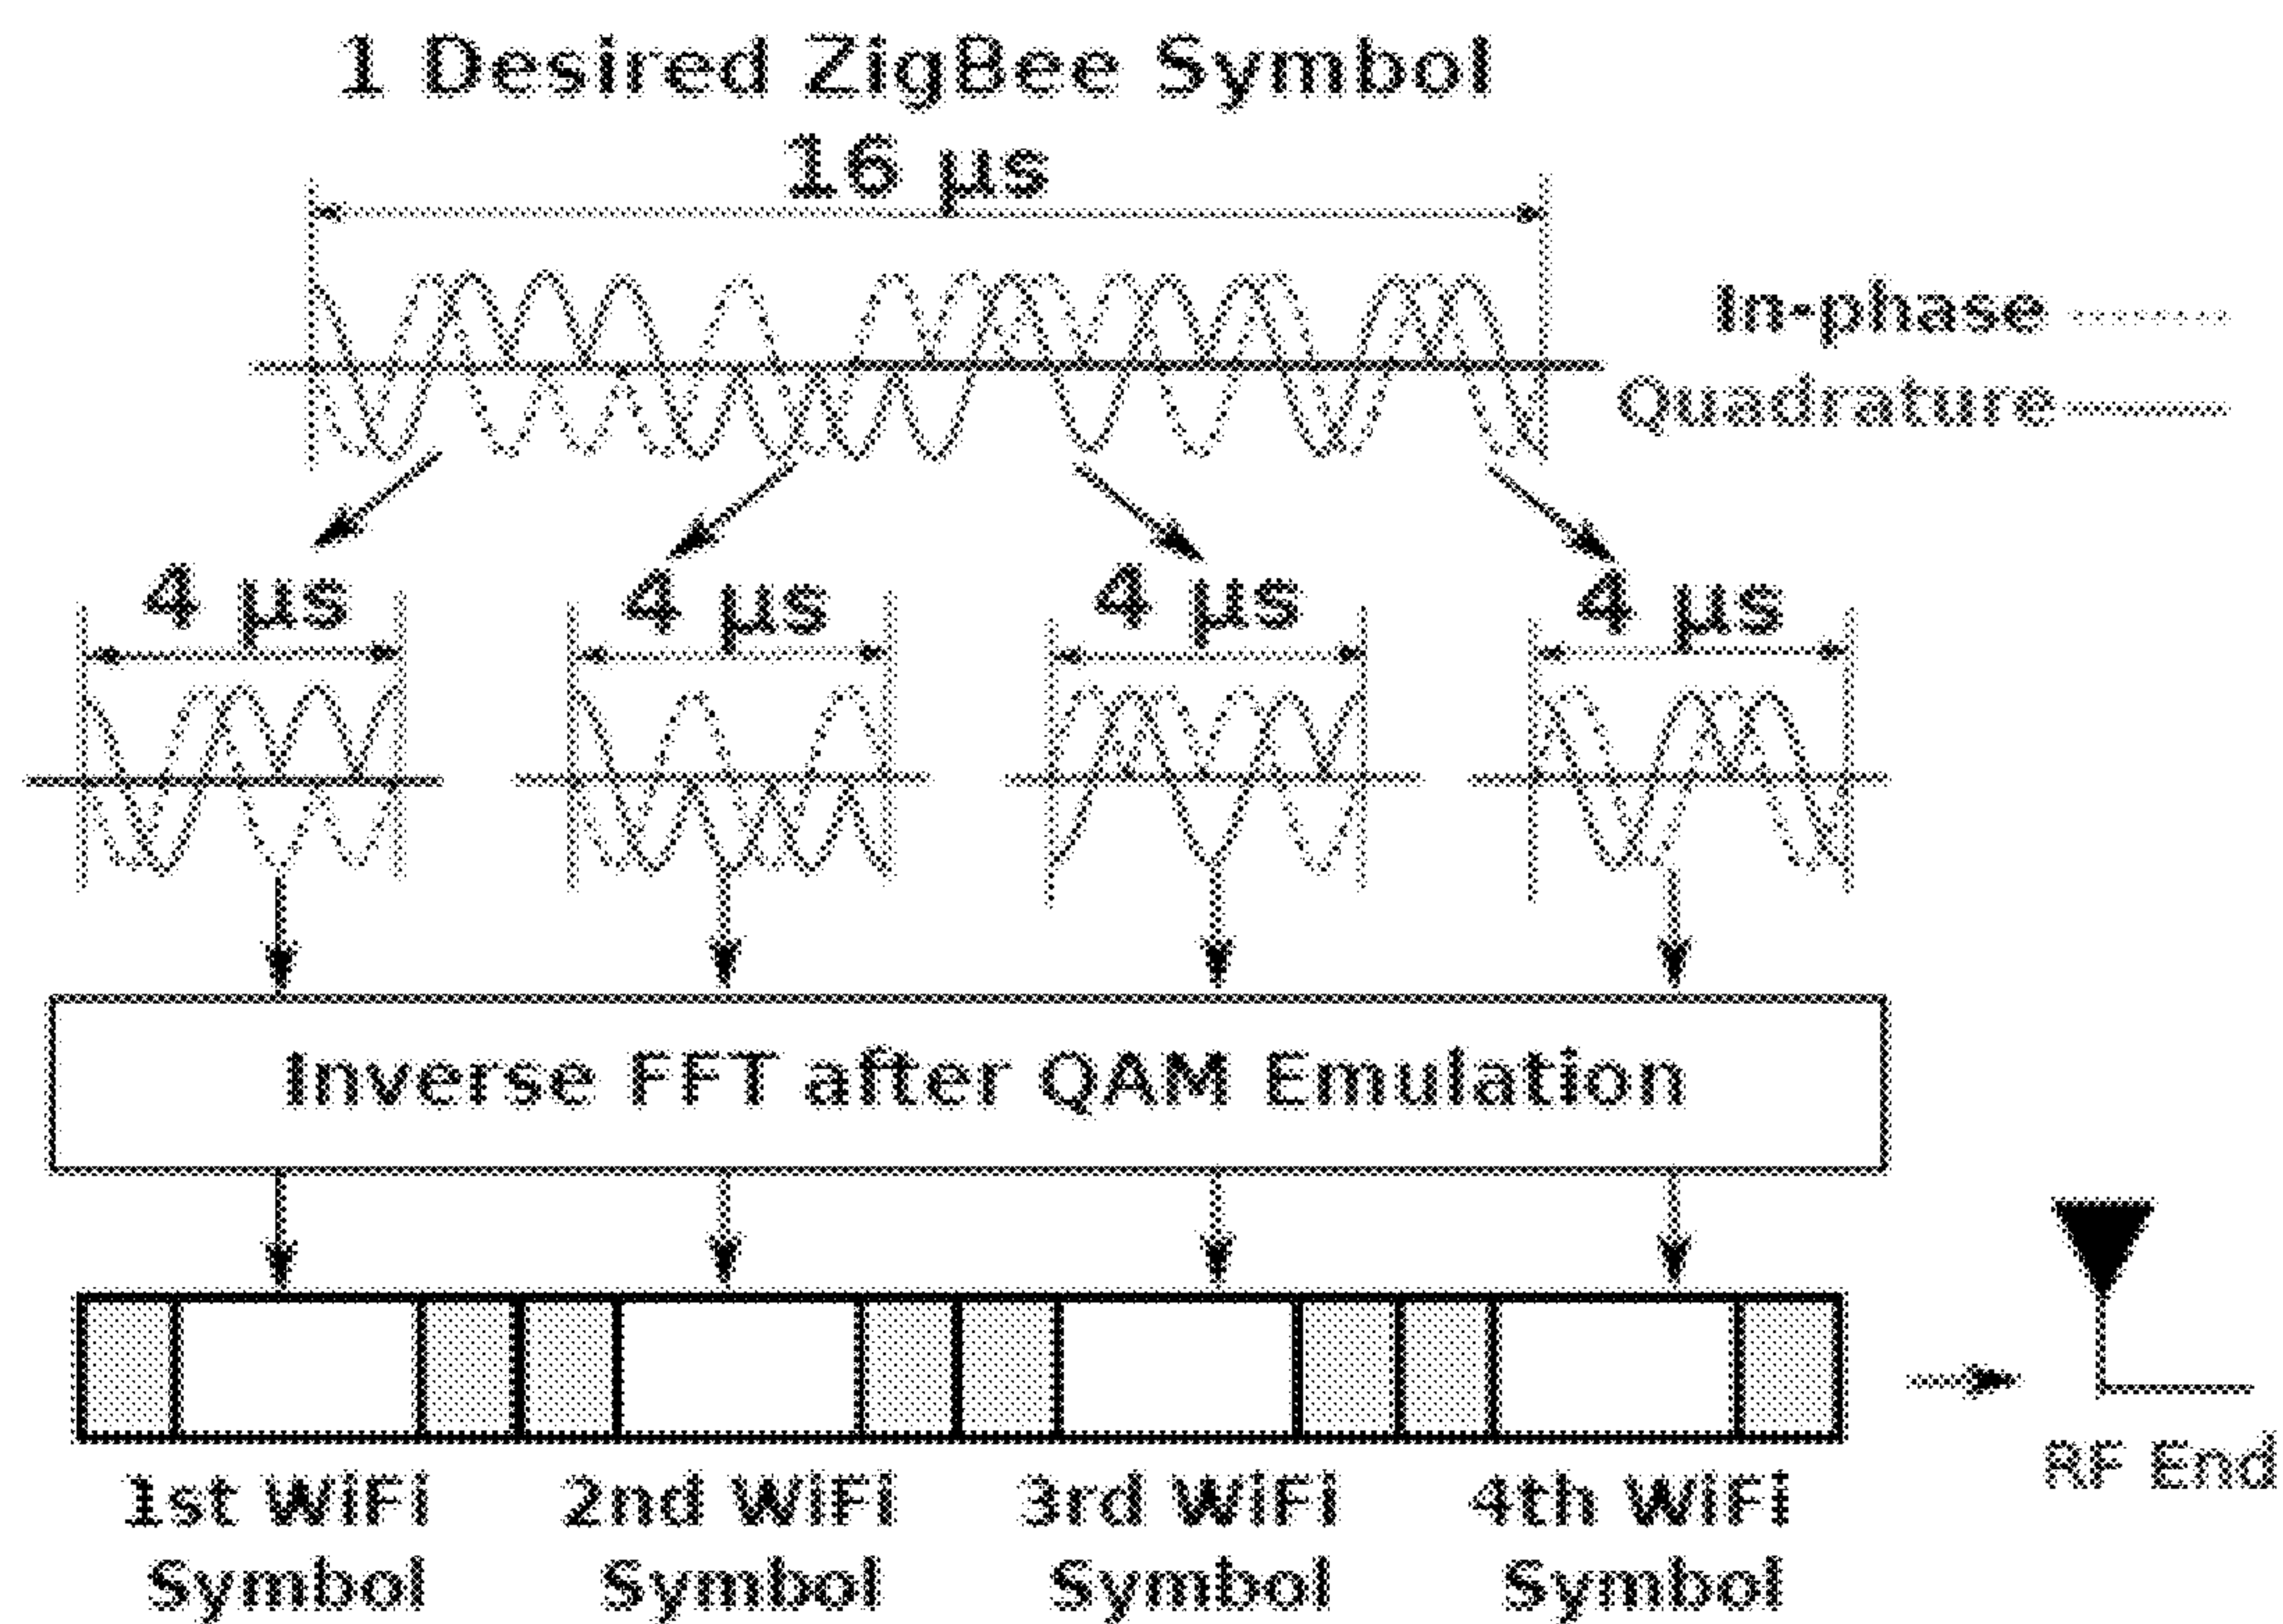 1 Desired ZigBee Symbol
16 μs
In-phase
Quadrature
4 μs
4 μs
4 μs
4 μs
Inverse FFT after QAM Emulation
1st WiFi
Symbol
2nd WiFi
Symbol
3rd WiFi
Symbol
4th WiFi
Symbol
RF End